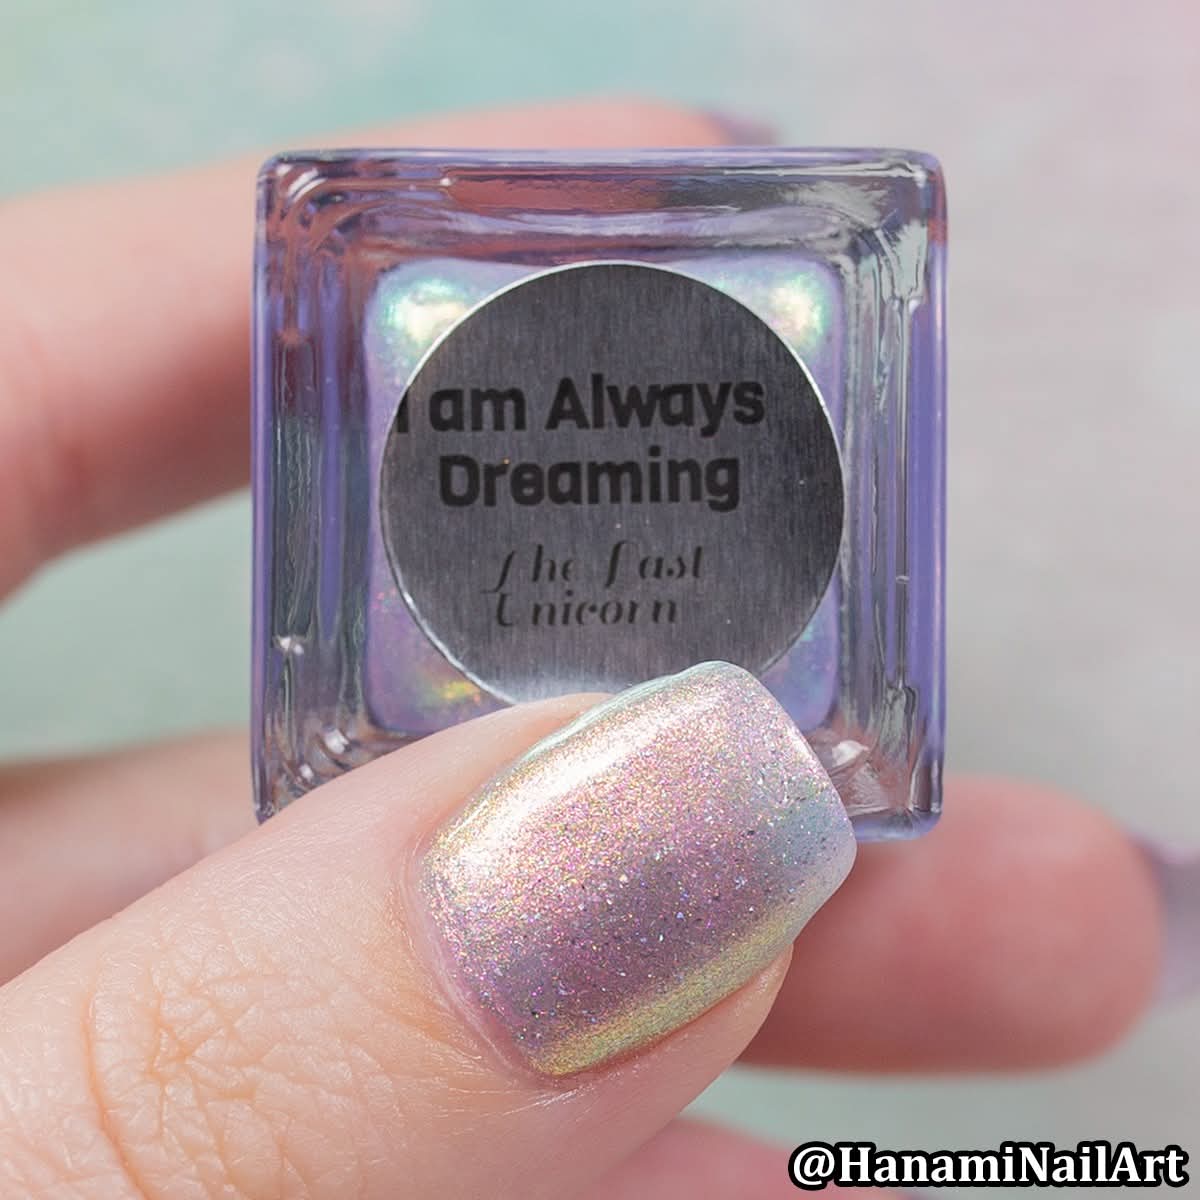 I am Always
Dreaming
The Last
Unicorn
@HanamiNailArt